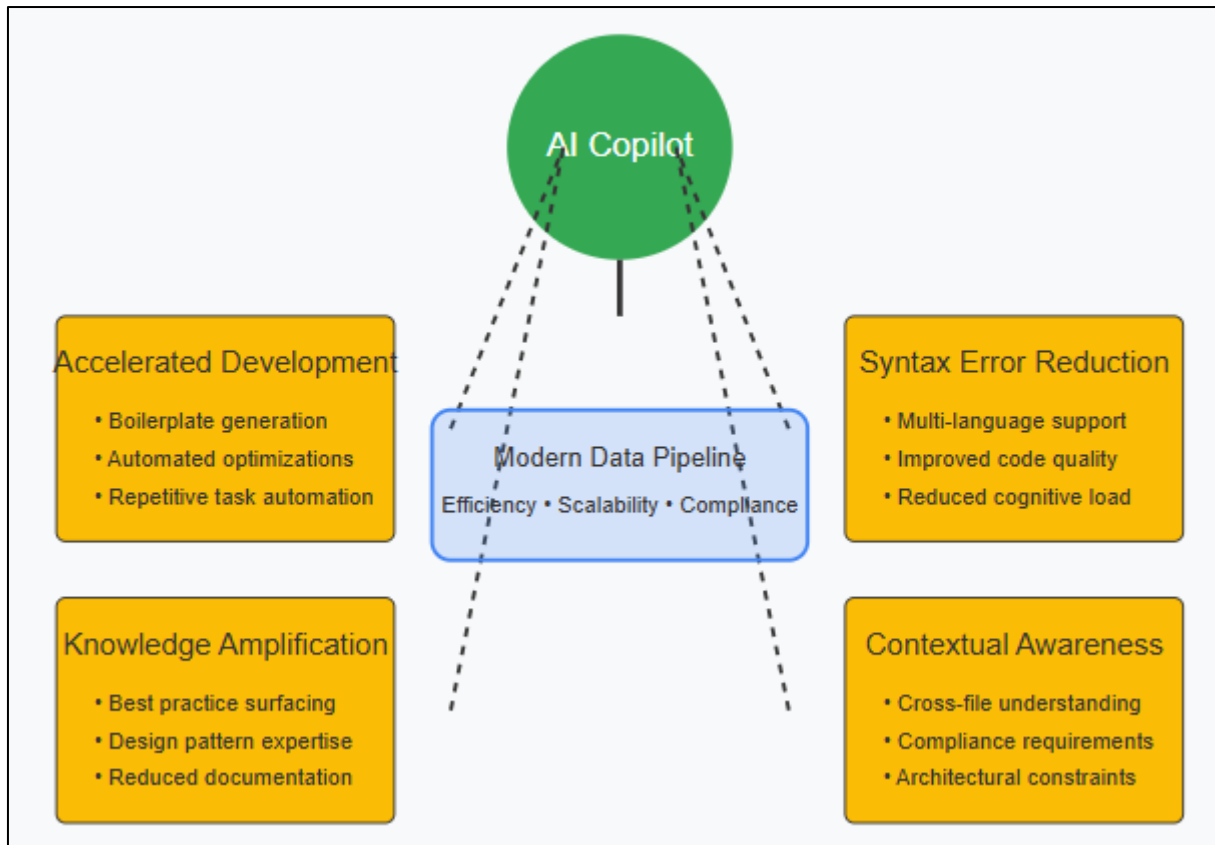 AI Copilot
Accelerated Development
• Boilerplate generation
• Automated optimizations
• Repetitive task automation
Modern Data Pipeline
Efficiency • Scalability • Compliance
Syntax Error Reduction
• Multi-language support
• Improved code quality
• Reduced cognitive load
Knowledge Amplification
• Best practice surfacing
• Design pattern expertise
• Reduced documentation
Contextual Awareness
• Cross-file understanding
• Compliance requirements
• Architectural constraints